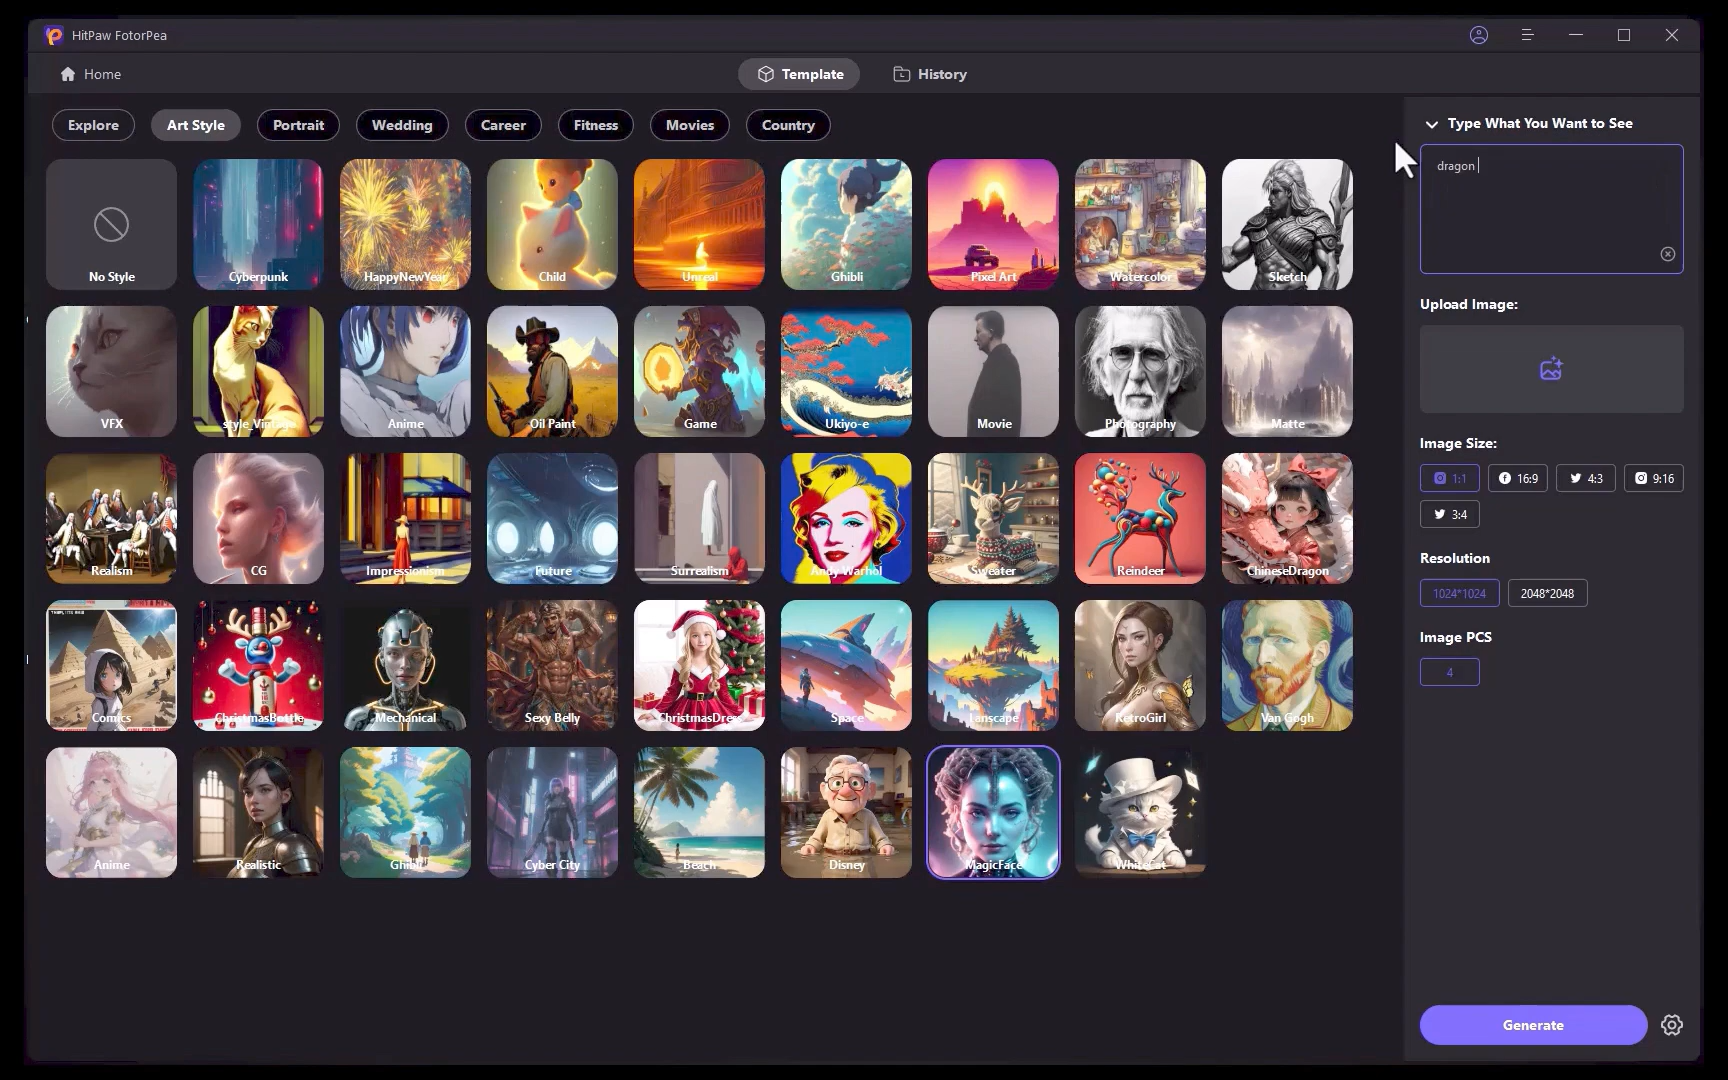 HitPaw FotorPea
Home
Template
History
Explore
Art Style
Portrait
Wedding
Career
Fitness
Movies
Country
Type What You Want to See
dragon
No Style
Cyberpunk
HappyNewYear
Child
Unreal
Ghibli
Pixel Art
Watercolor
Sketch
Upload Image:
VFX
style_Vintage
Anime
Oil Paint
Game
Ukiyo-e
Movie
Photography
Matte
Image Size:
1:1
16:9
4:3
9:16
3:4
Realism
CG
Impressionism
Future
Surrealism
Andy Warhol
Sweater
Reindeer
ChineseDragon
Resolution
1024*1024
2048*2048
Image PCS
4
Comics
ChristmasBottle
Mechanical
Sexy Belly
ChristmasDress
Space
Lanscape
RetroGirl
Van Gogh
Anime
Realistic
Ghibli
Cyber City
Beach
Disney
MagicFace
WhiteCat
Generate